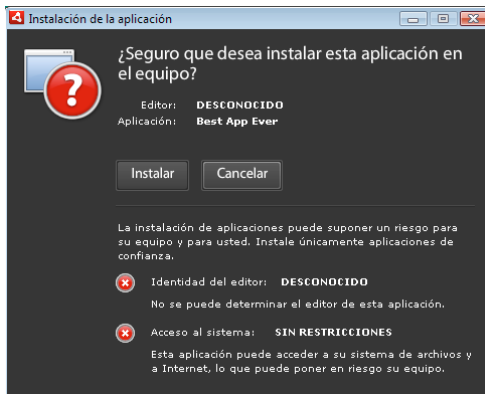 Instalación de la aplicación
¿Seguro que desea instalar esta aplicación en
el equipo?
Editor: DESCONOCIDO
Aplicación: Best App Ever
Instalar Cancelar
La instalación de aplicaciones puede suponer un riesgo para
su equipo y para usted. Instale únicamente aplicaciones de
confianza.
Identidad del editor: DESCONOCIDO
No se puede determinar el editor de esta aplicación.
Acceso al sistema: SIN RESTRICCIONES
Esta aplicación puede acceder a su sistema de archivos y
a Internet, lo que puede poner en riesgo su equipo.